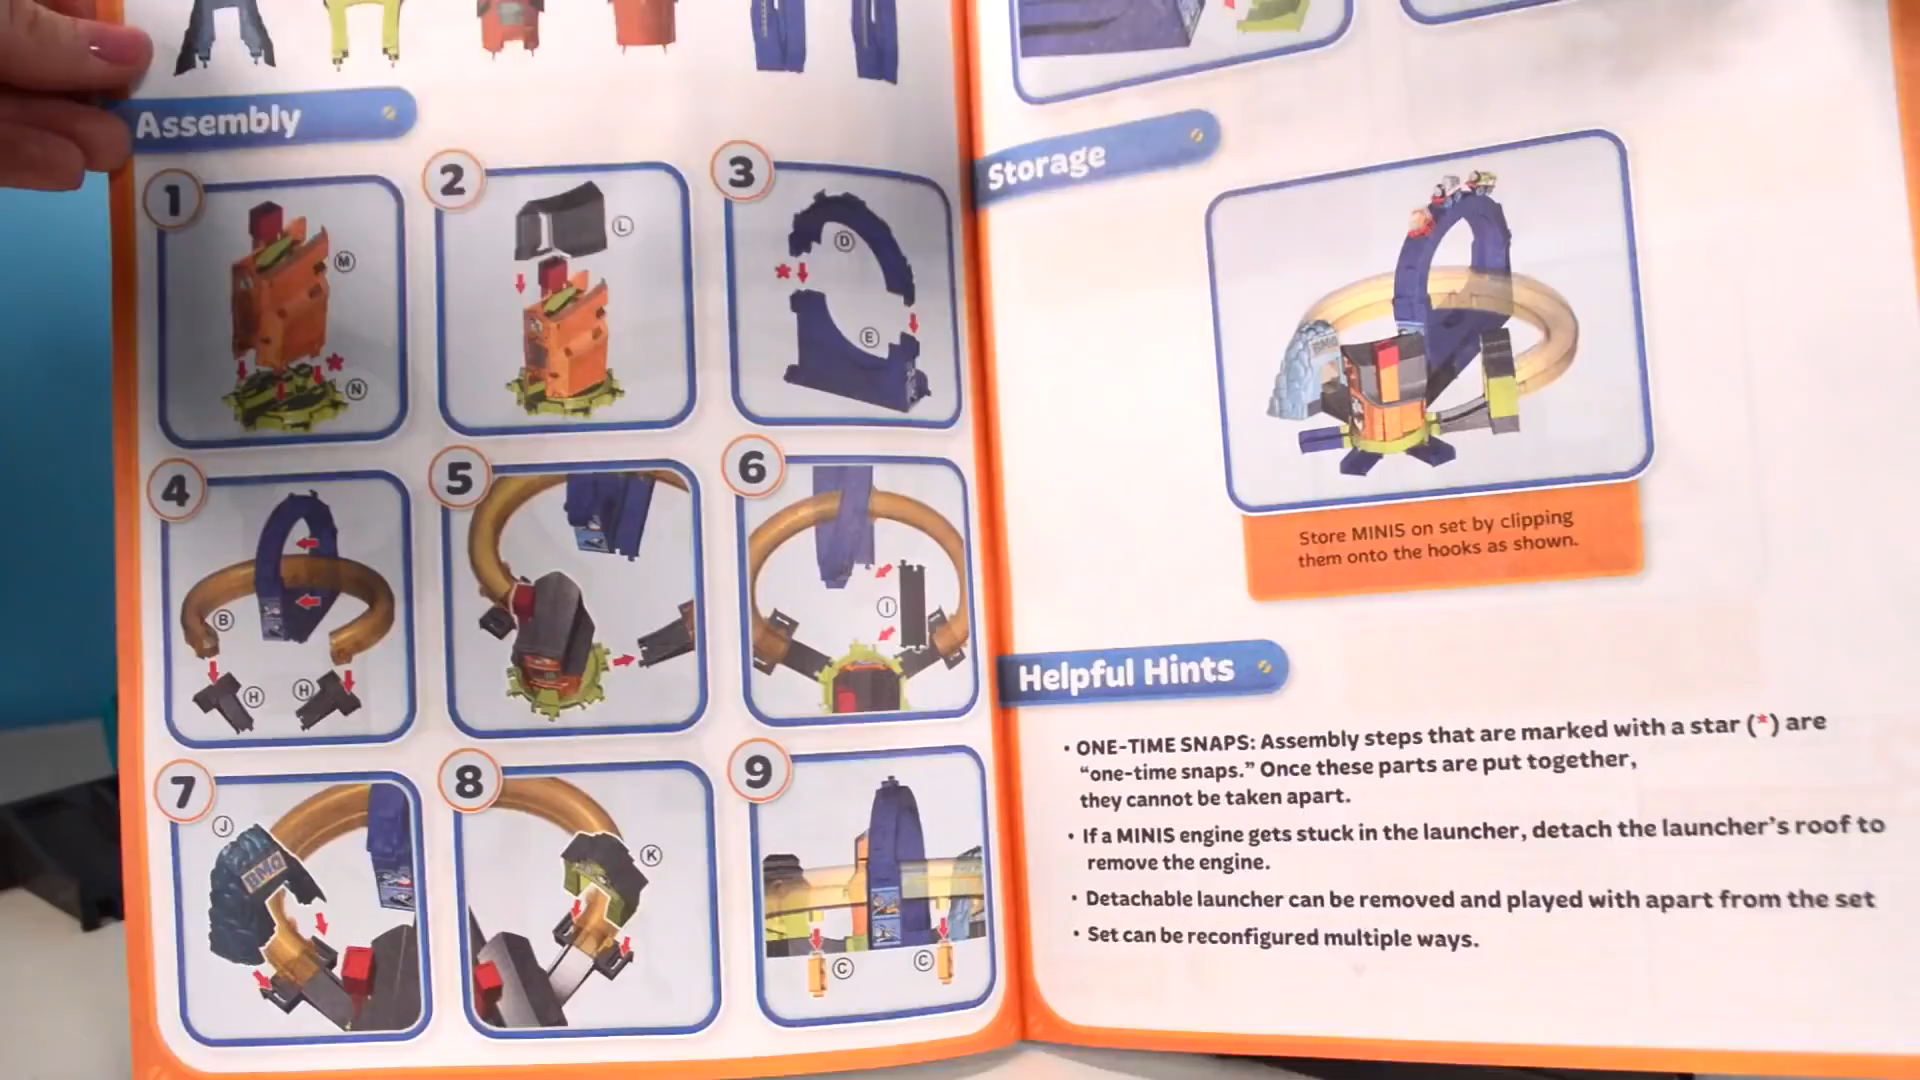 Assembly
1
M
N
2
L
3
D
E
4
B
H
H
5
6
I
7
J
BMQ
8
K
9
C
C
Storage
Store MINIS on set by clipping
them onto the hooks as shown.
Helpful Hints
• ONE-TIME SNAPS: Assembly steps that are marked with a star (*) are
"one-time snaps." Once these parts are put together,
they cannot be taken apart.
• If a MINIS engine gets stuck in the launcher, detach the launcher's roof to
remove the engine.
• Detachable launcher can be removed and played with apart from the set
• Set can be reconfigured multiple ways.